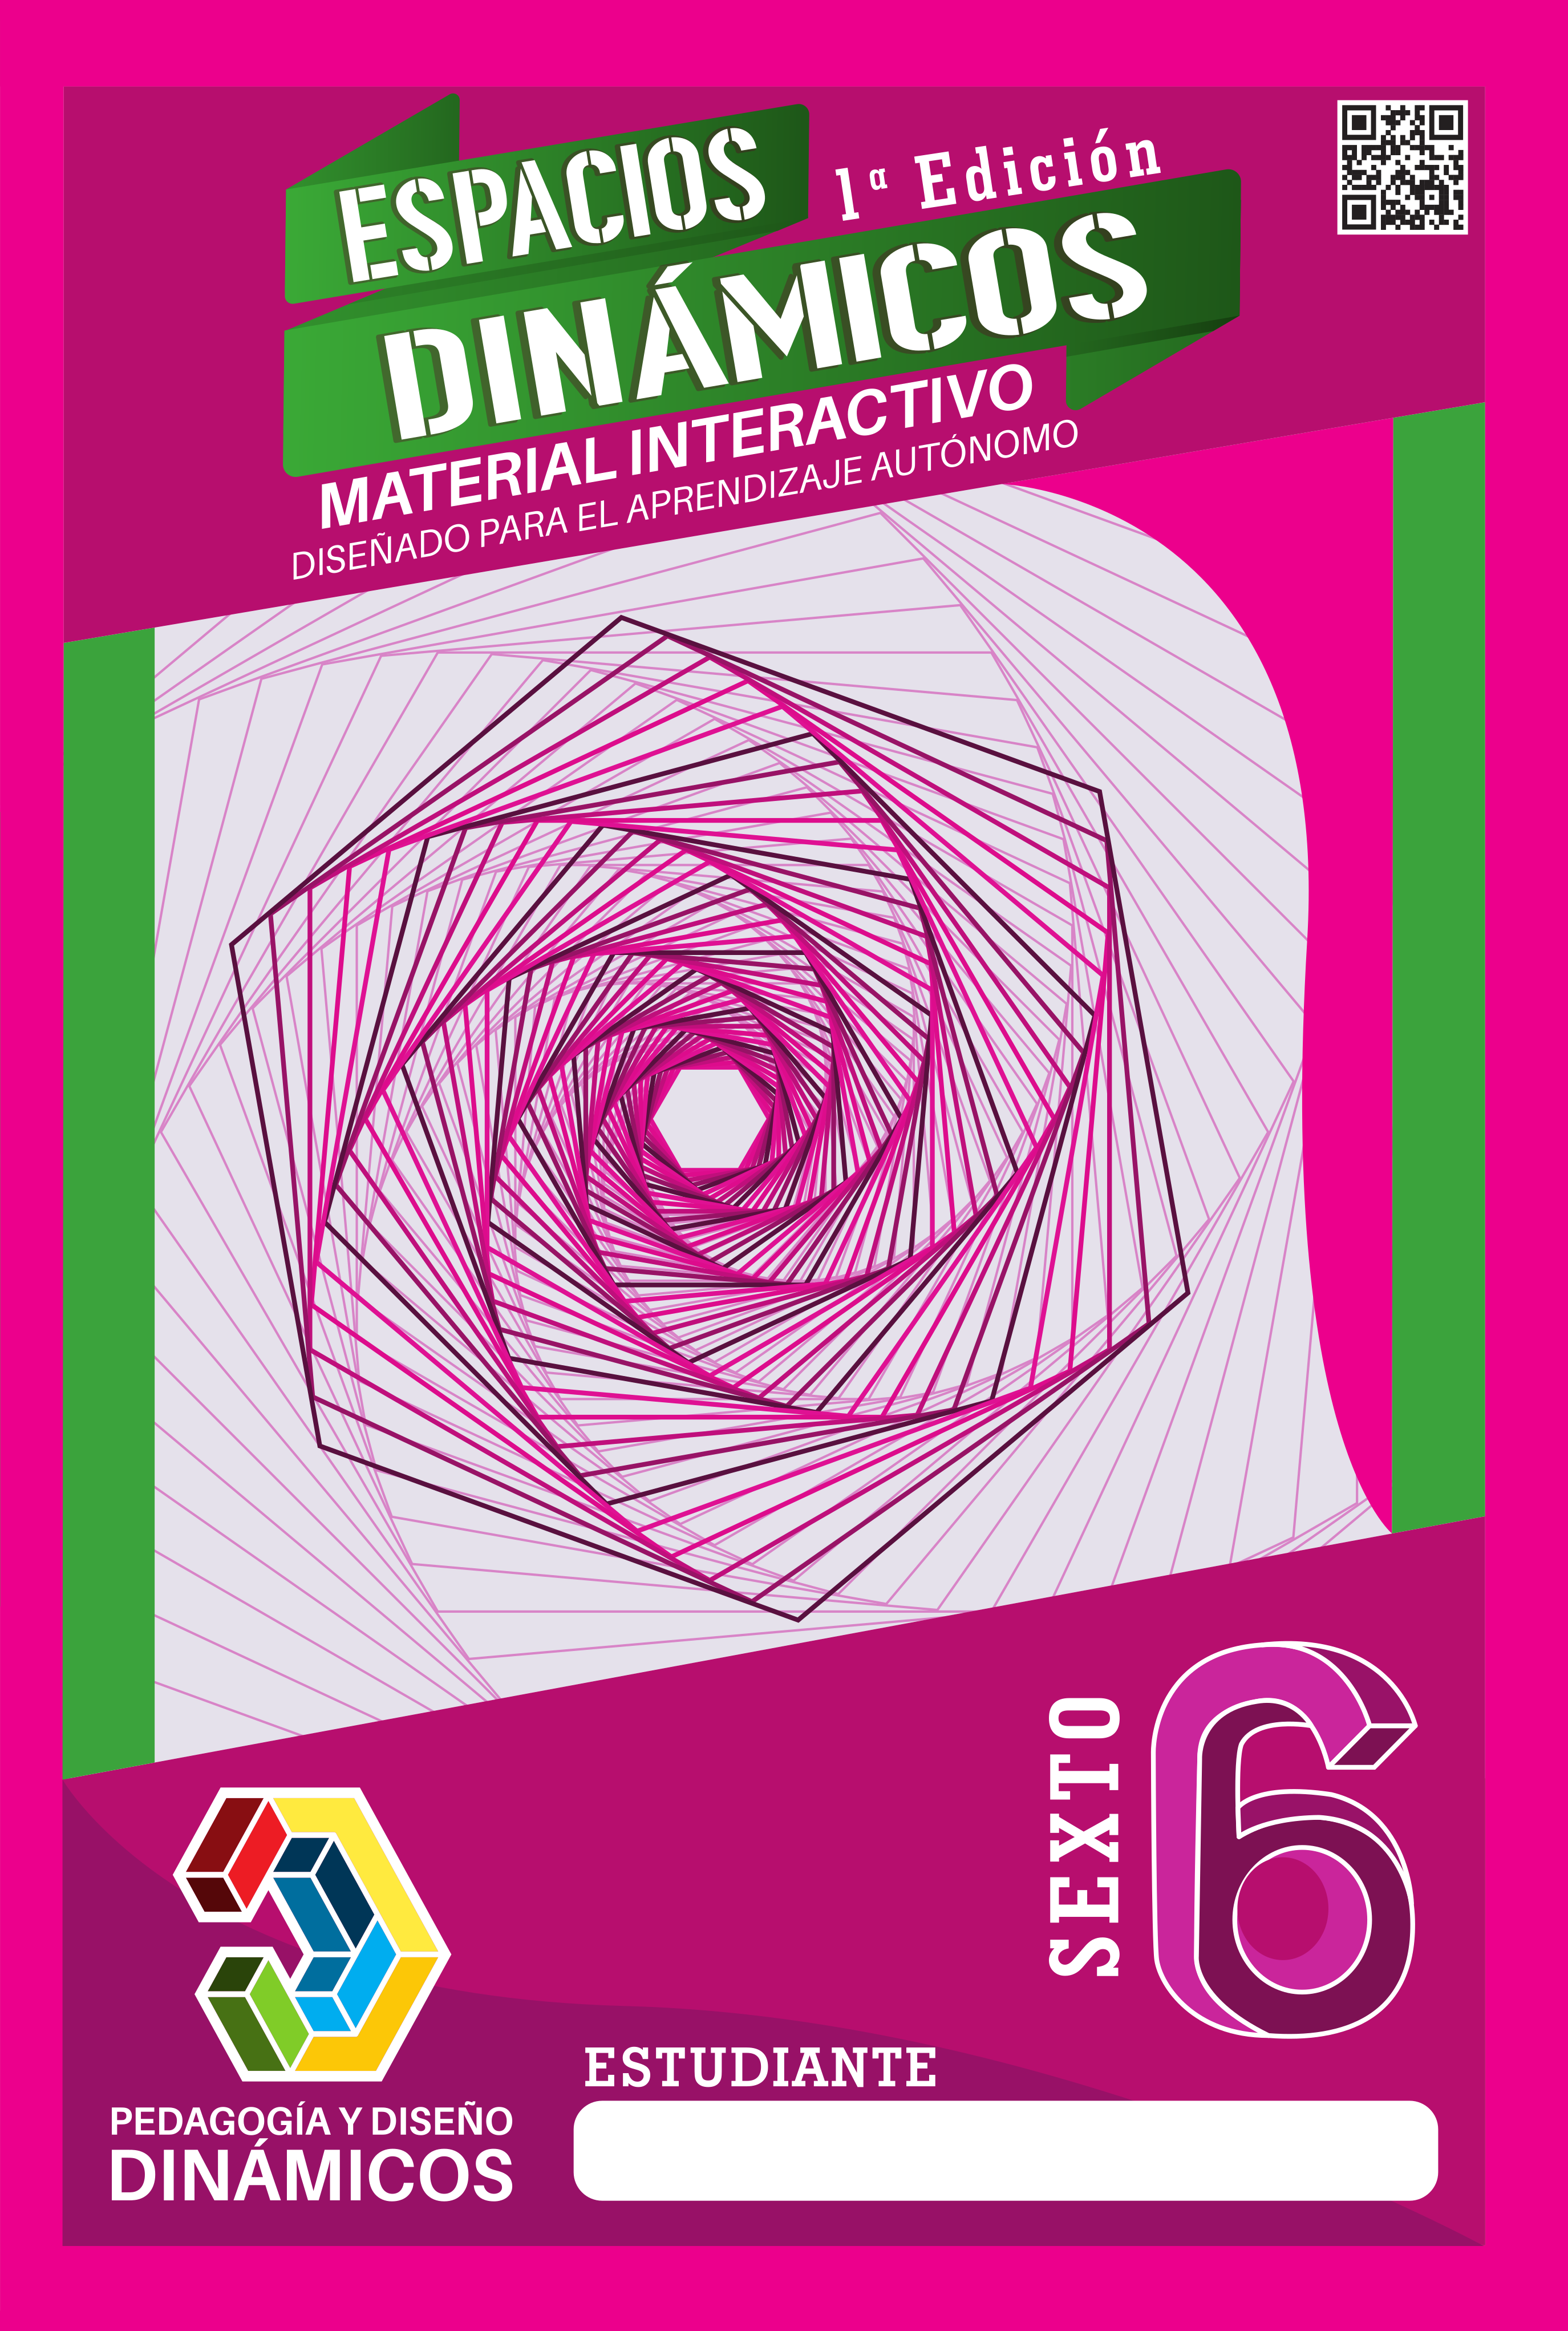 ESPACIOS
1ª Edición
DINÁMICOS
MATERIAL INTERACTIVO
DISEÑADO PARA EL APRENDIZAJE AUTÓNOMO
SEXTO
6
ESTUDIANTE
PEDAGOGÍA Y DISEÑO
DINÁMICOS